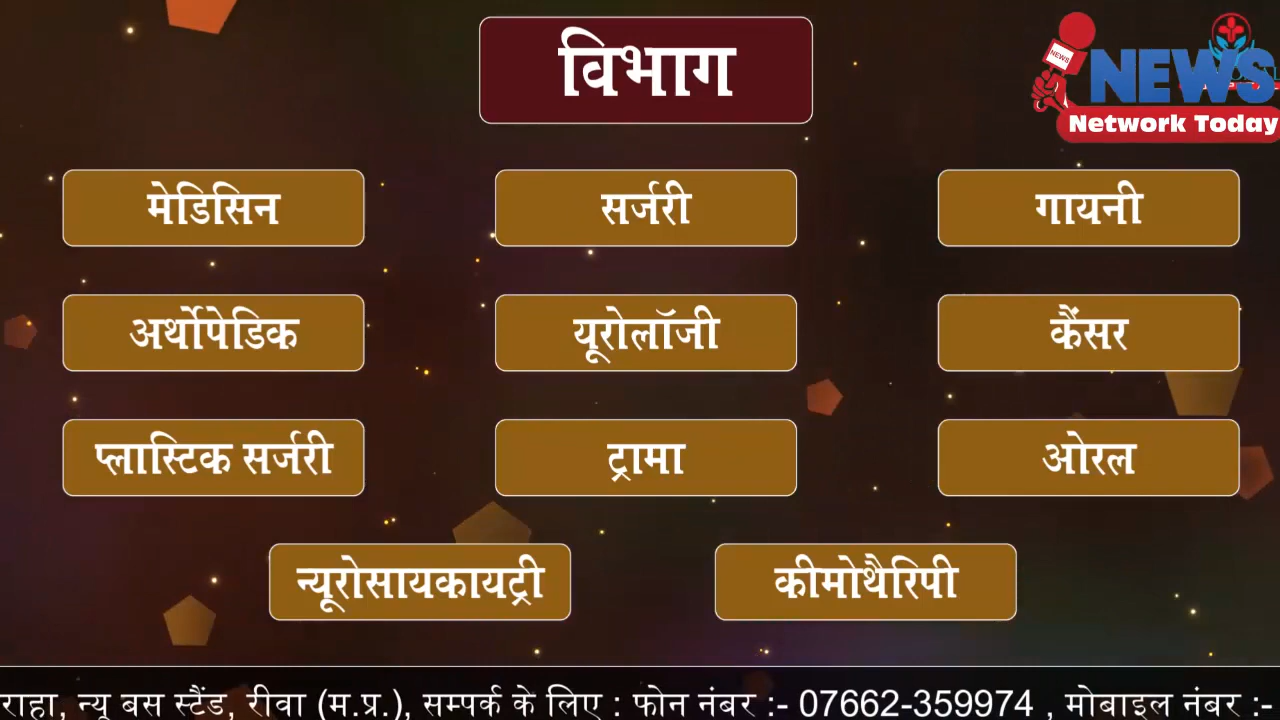 विभाग
NEWS
NEWS
Network Today
मेडिसिन
सर्जरी
गायनी
अर्थोपेडिक
यूरोलॉजी
कैंसर
प्लास्टिक सर्जरी
ट्रामा
ओरल
न्यूरोसायकायट्री
कीमोथैरिपी
राहा, न्यू बस स्टैंड, रीवा (म.प्र.), सम्पर्क के लिए : फोन नंबर :- 07662-359974 , मोबाइल नंबर :-